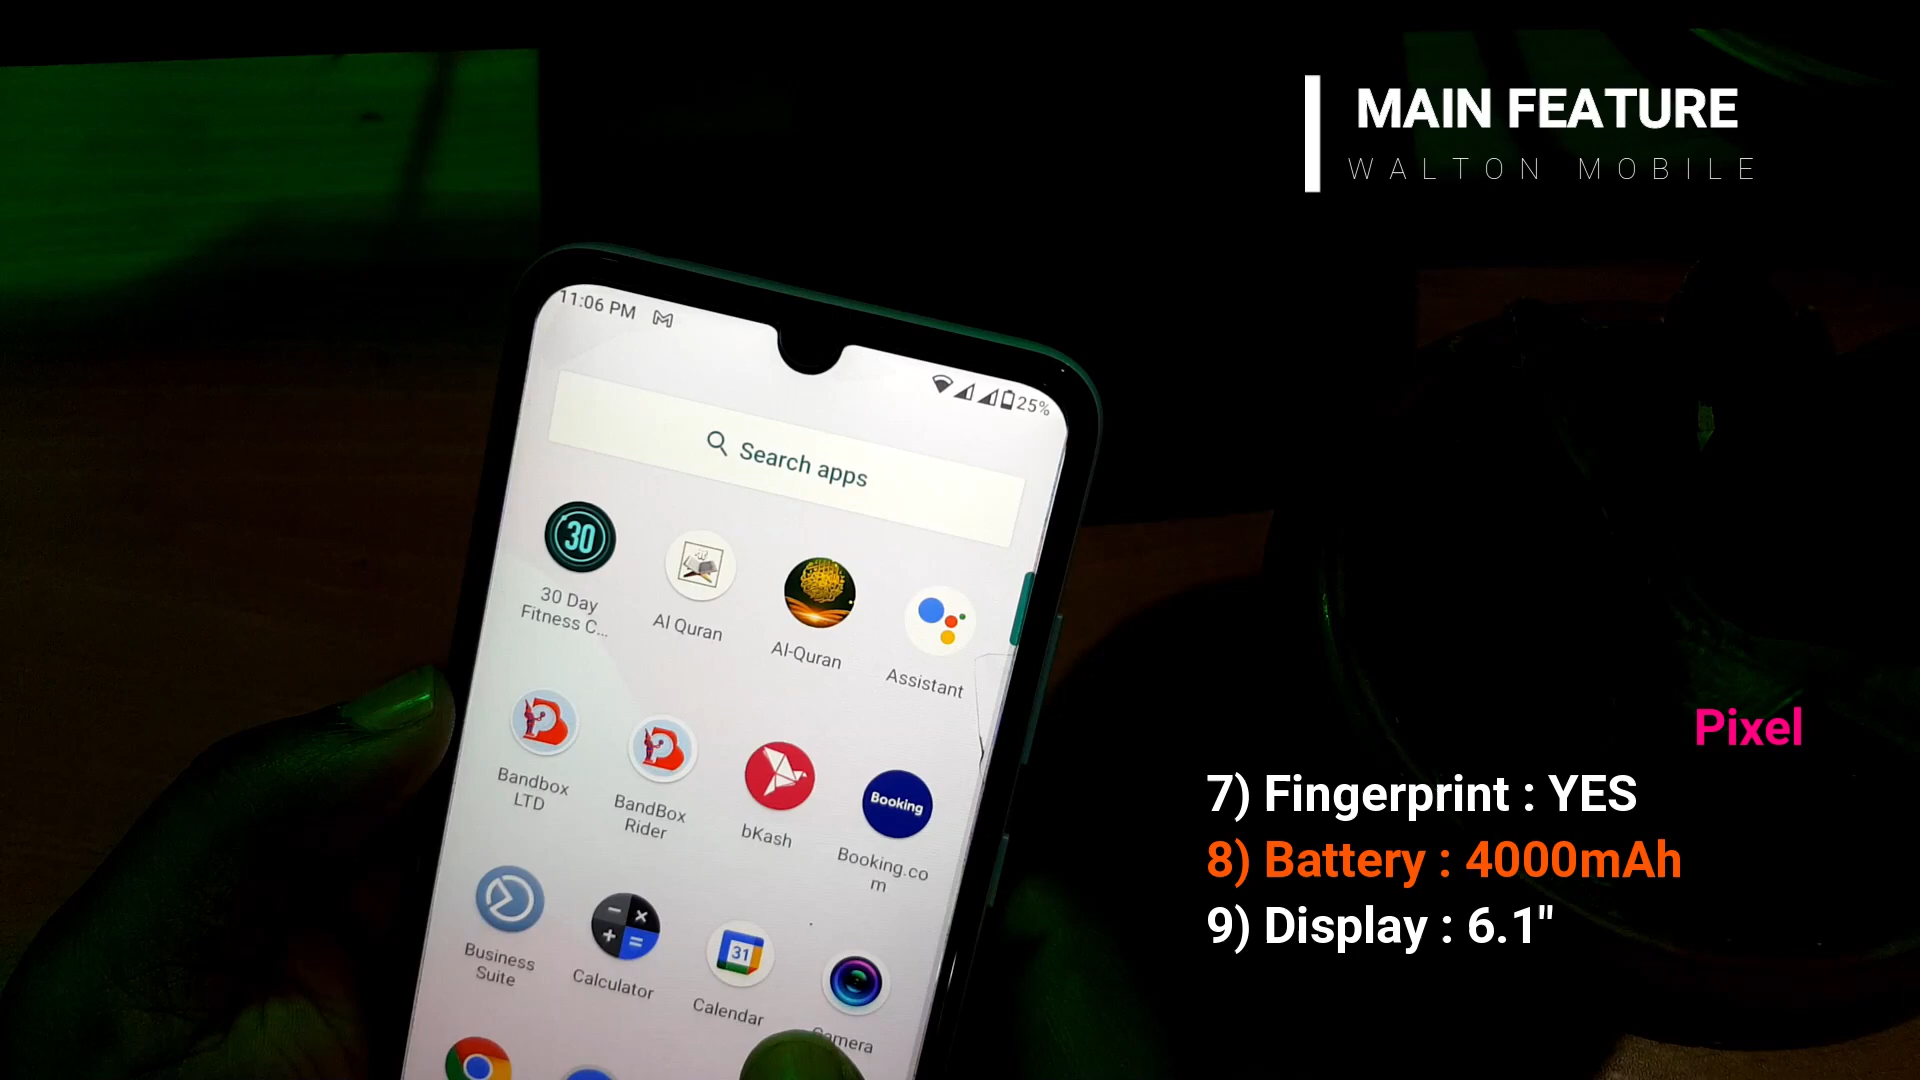 MAIN FEATURE
WALTON MOBILE
11:06 PM
25%
Search apps
30
30 Day
Fitness C...
Al Quran
Al-Quran
Assistant
Bandbox
LTD
BandBox
Rider
bKash
Booking
Booking.co
m
Business
Suite
Calculator
31
Calendar
Camera
Pixel
7) Fingerprint : YES
8) Battery : 4000mAh
9) Display : 6.1"